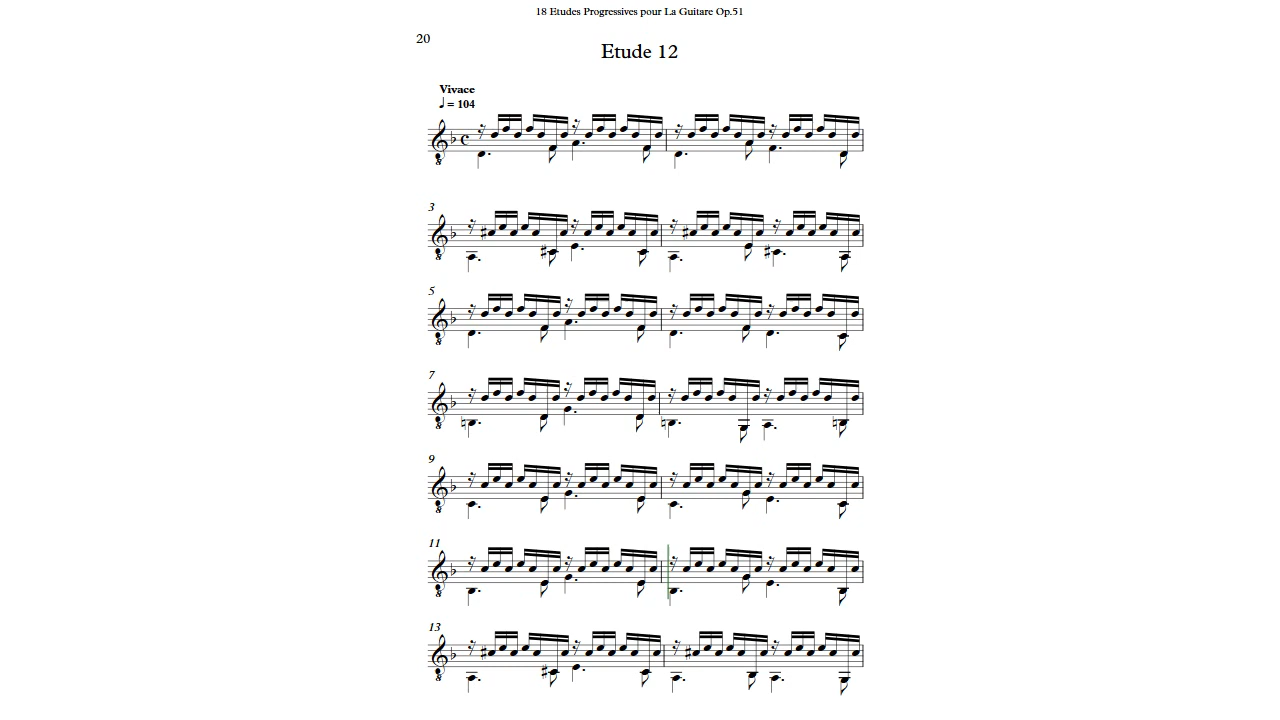 18 Etudes Progressives pour La Guitare Op.51
20
Etude 12
Vivace
♩ = 104
3
5
7
9
11
13